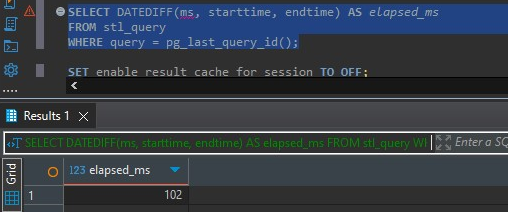 SELECT DATEDIFF(ms, starttime, endtime) AS elapsed_ms
FROM stl_query
WHERE query = pg_last_query_id();
SET enable_result_cache_for_session TO OFF;
Results 1
SELECT DATEDIFF(ms, starttime, endtime) AS elapsed_ms FROM stl_query WI
Enter a SQ
Grid
123 elapsed_ms
1 102